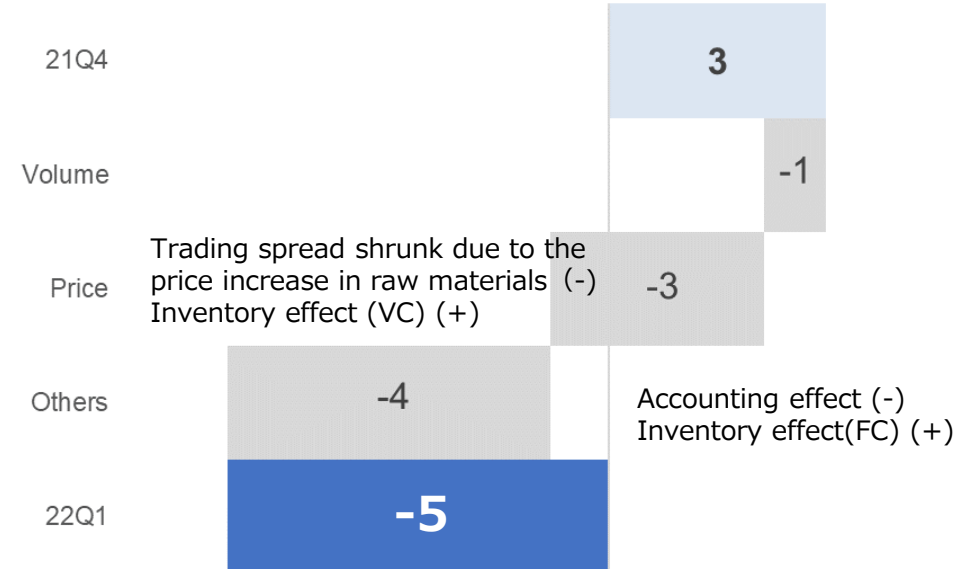 21Q4
3
Volume
-1
Trading spread shrunk due to the
price increase in raw materials (-)
Inventory effect (VC) (+)
Price
-3
Others
-4
Accounting effect (-)
Inventory effect(FC) (+)
22Q1
-5